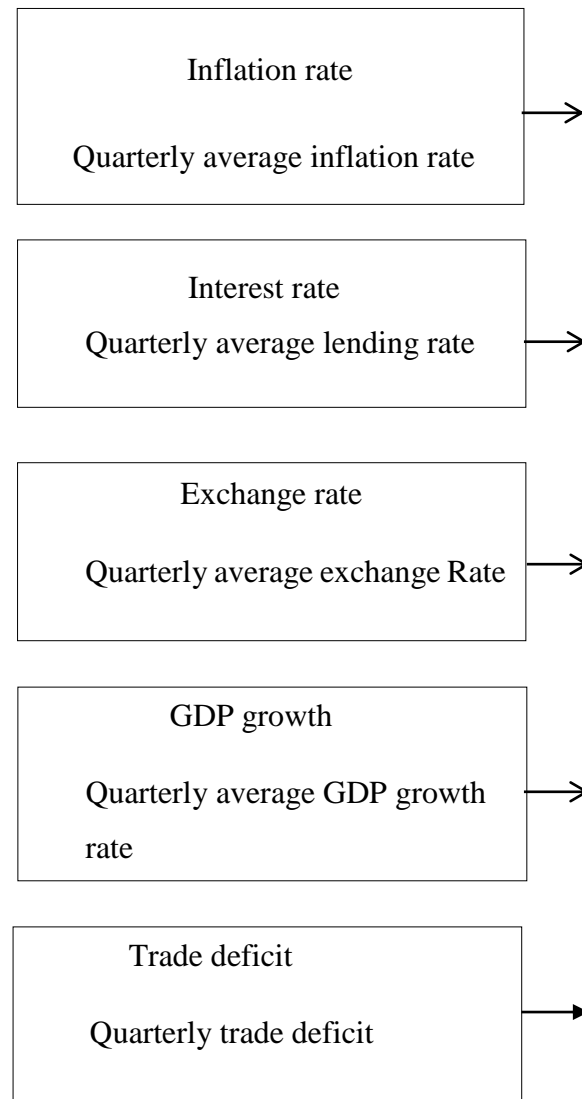 Inflation rate
Quarterly average inflation rate
Interest rate
Quarterly average lending rate
Exchange rate
Quarterly average exchange Rate
GDP growth
Quarterly average GDP growth
rate
Trade deficit
Quarterly trade deficit